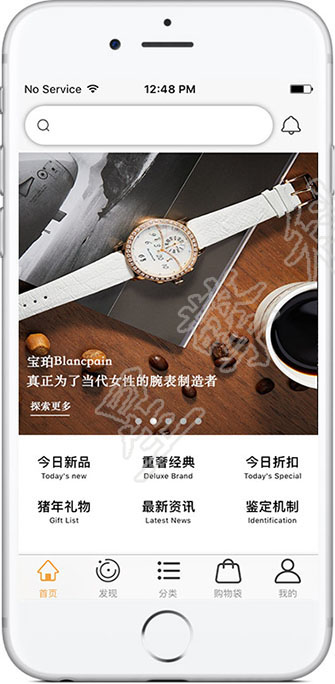 No Service
12:48 PM
宝珀Blancpain
真正为了当代女性的腕表制造者
探索更多
今日新品
重奢经典
今日折扣
Today's new
Deluxe Brand
Today's Special
猪年礼物
最新资讯
鉴定机制
Gift List
Latest News
Identification
首页
发现
分类
购物袋
我的